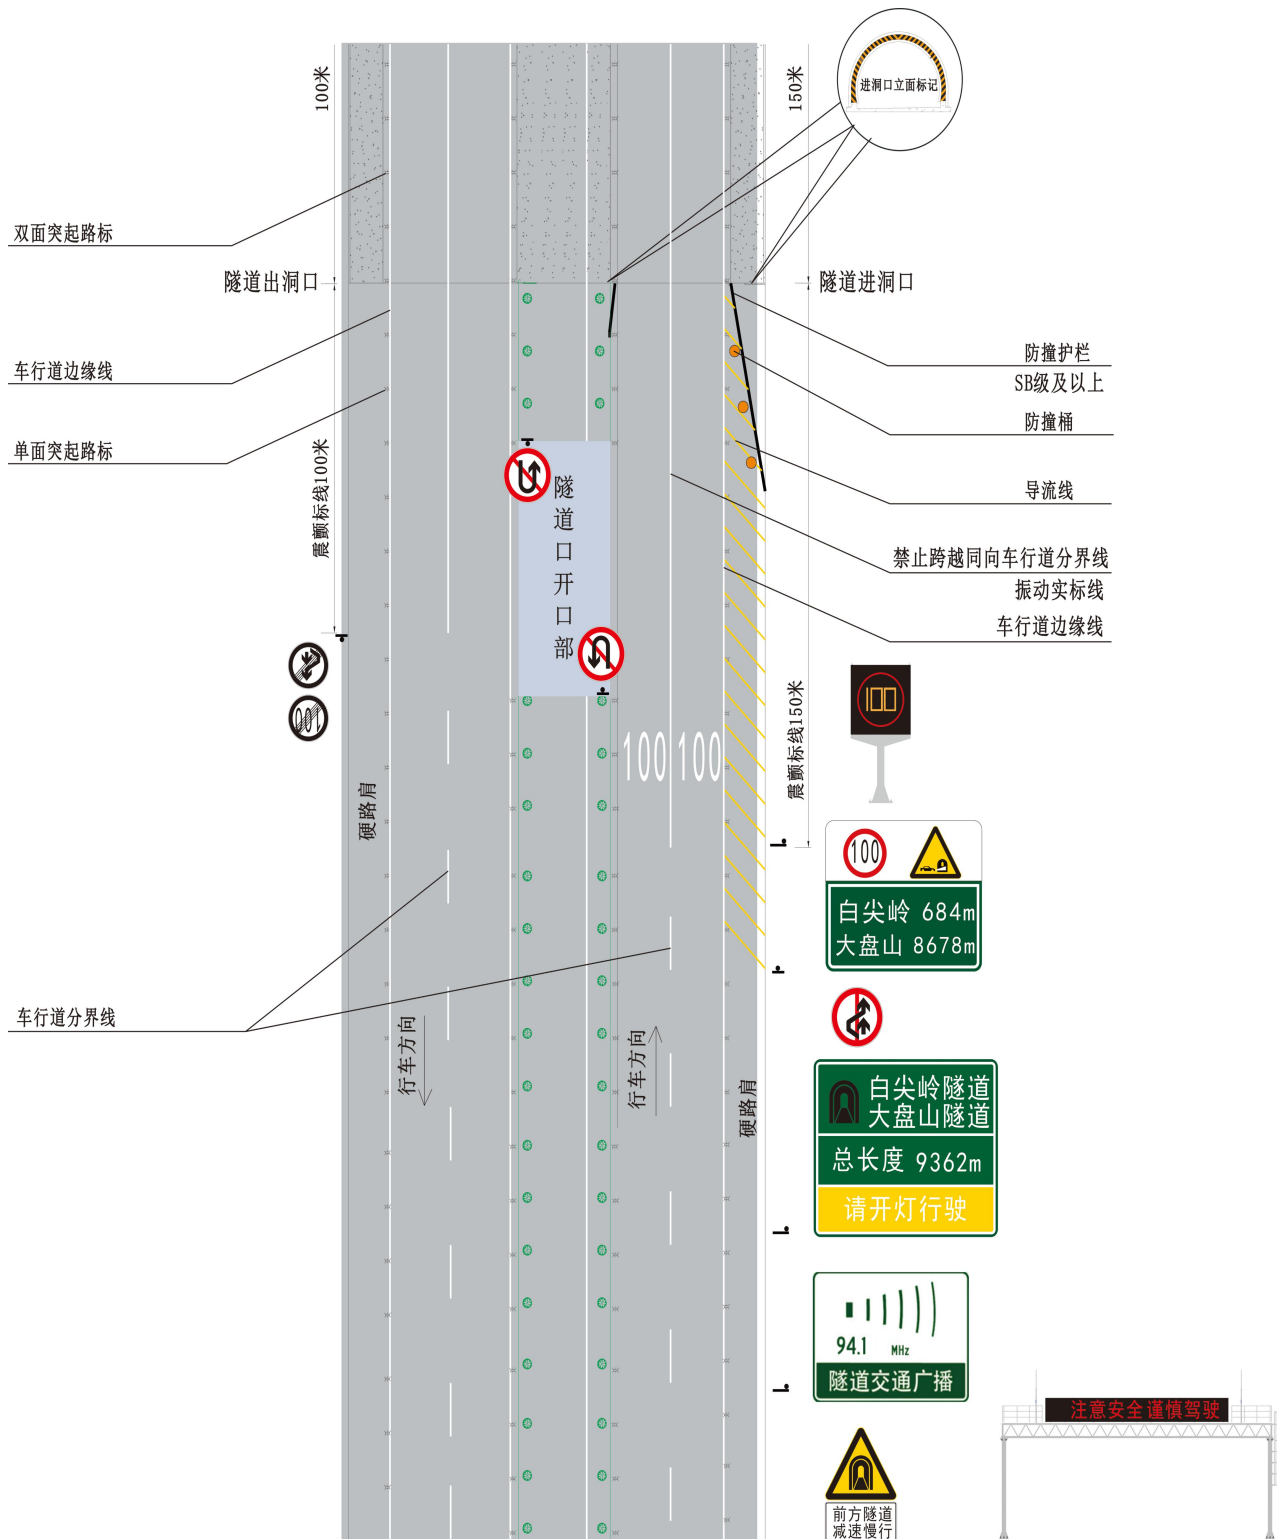 100米
150米
进洞口立面标记
双面突起路标
隧道出洞口
隧道进洞口
车行道边缘线
防撞护栏
SB级及以上
防撞桶
单面突起路标
震颤标线100米
隧道口开口部
导流线
禁止跨越同向车行道分界线
振动实标线
车行道边缘线
100
震颤标线150米
100
100 100
硬路肩
100
白尖岭 684m
大盘山 8678m
车行道分界线
行车方向
行车方向
硬路肩
白尖岭隧道
大盘山隧道
总长度 9362m
请开灯行驶
94.1 MHz
隧道交通广播
注意安全谨慎驾驶
前方隧道
减速慢行